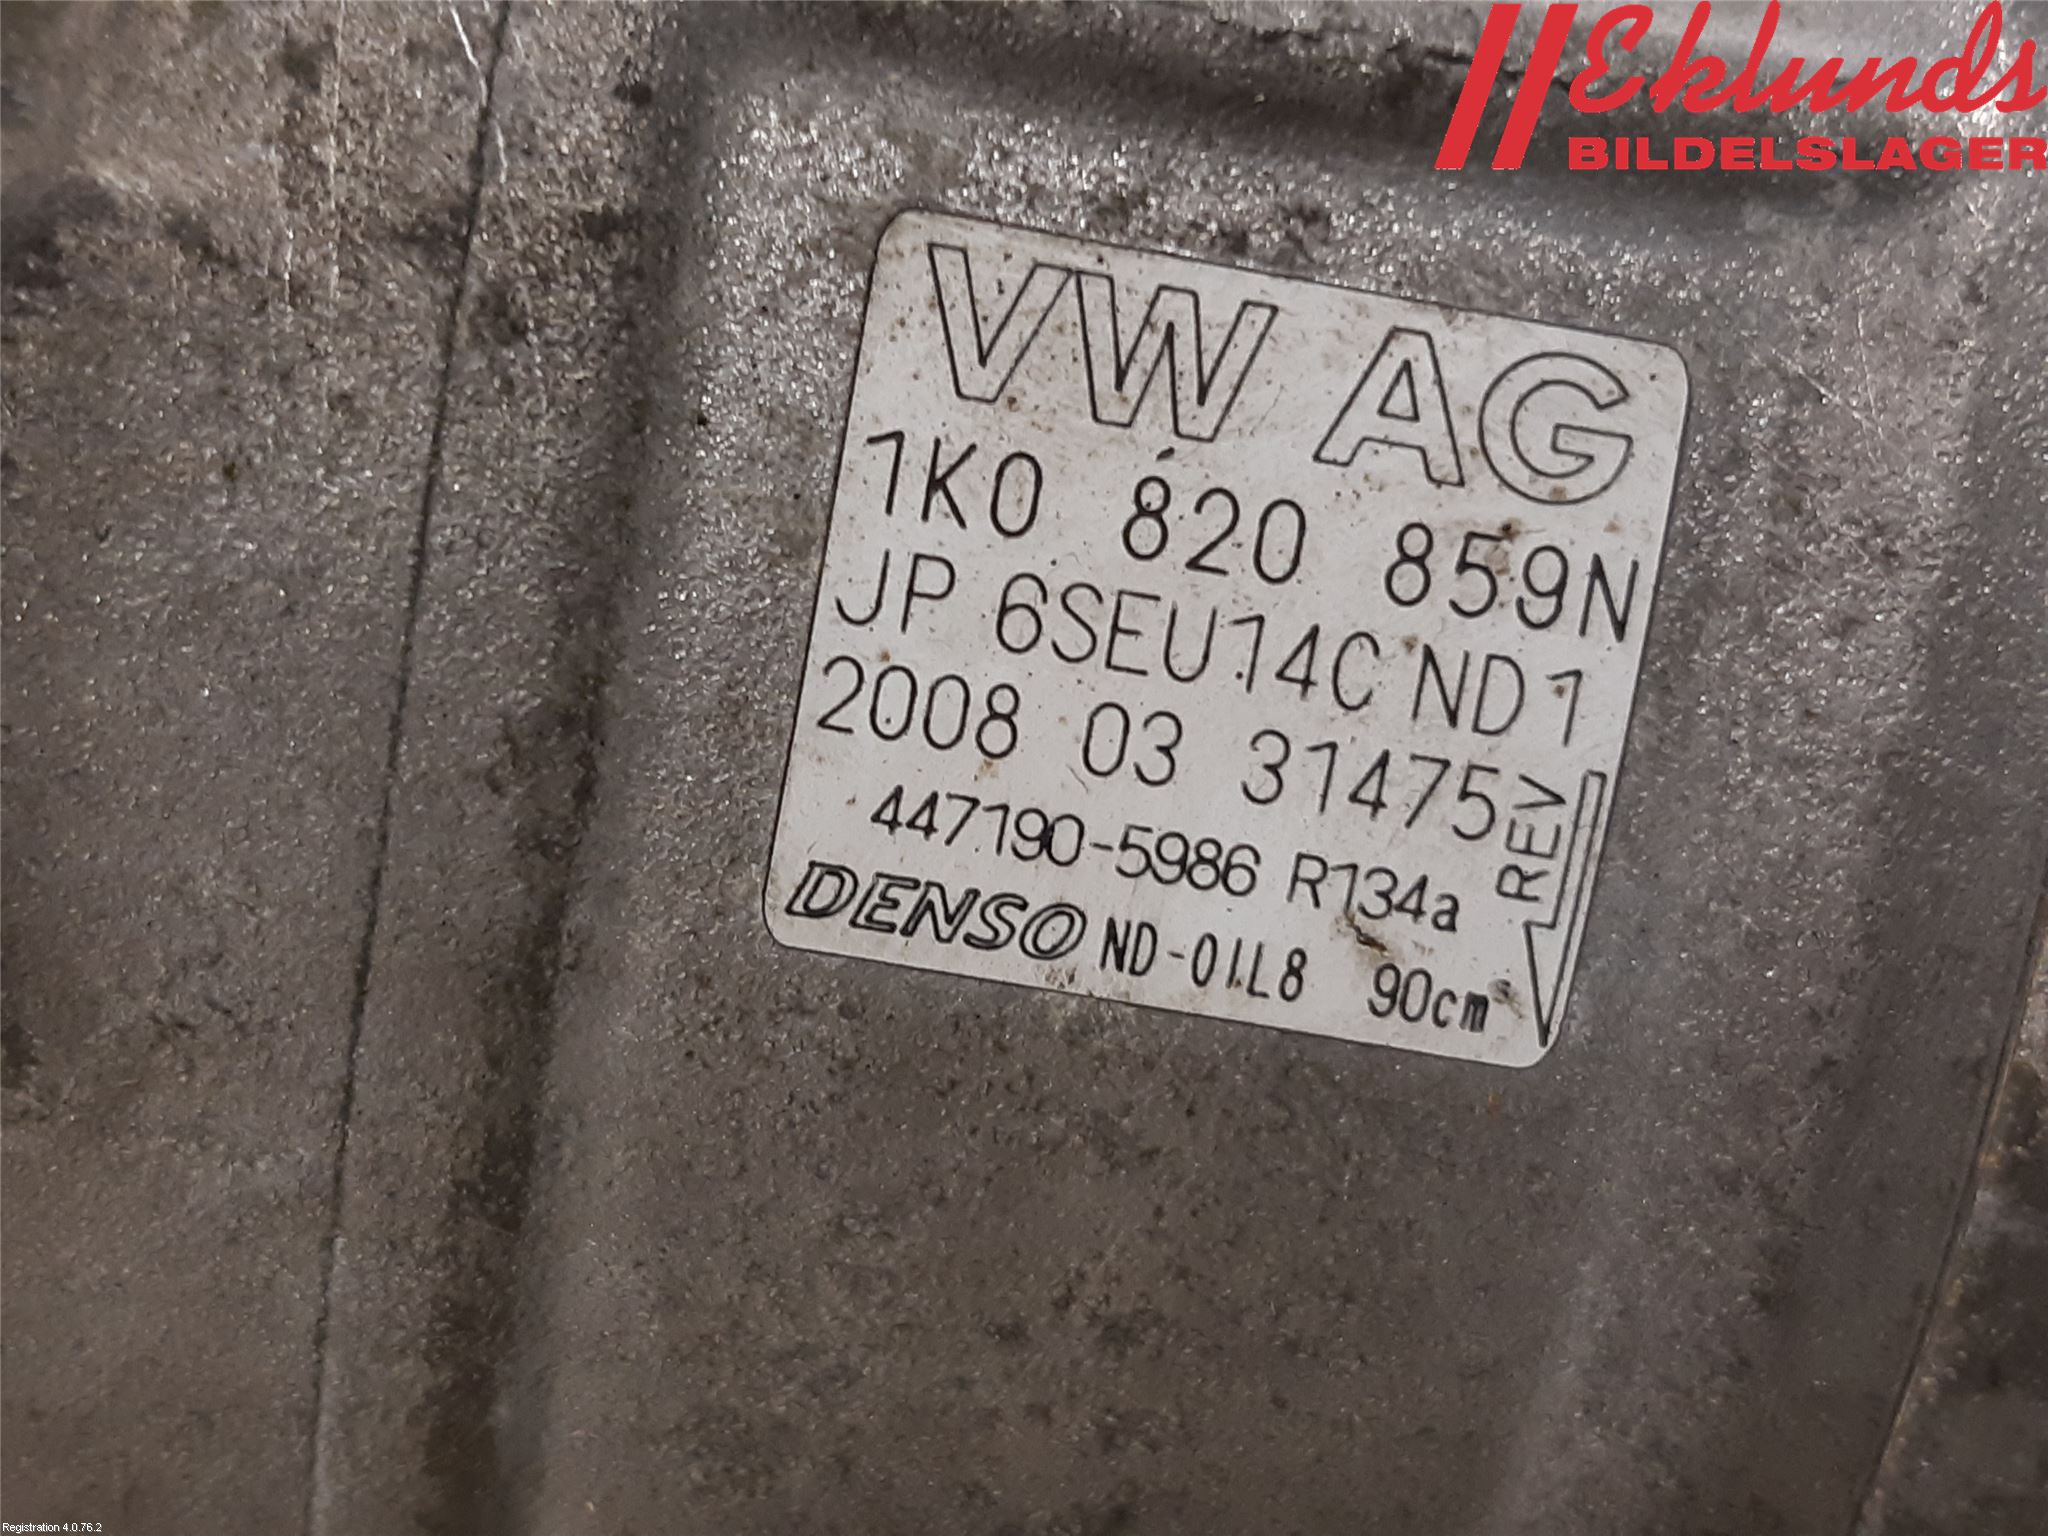 Eklunds
BILDELSLAGER
VW AG
1K0 820 859N
JP 6SEU14C ND1
2008 03 31475
REV
447190-5986 R134a
DENSO ND-OIL8 90cm³
Registration 4.0.76.2